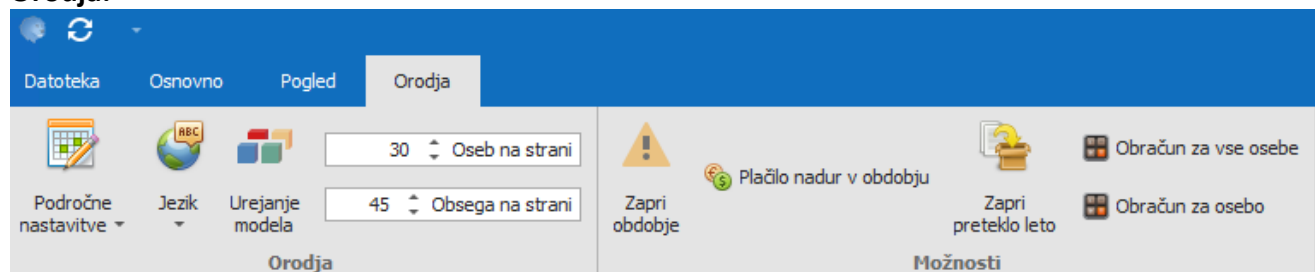 Orodja:
Datoteka Osnovno Pogled Orodja
ABC
30 Oseb na strani
45 Obsega na strani
Področne
nastavitve
Jezik
Urejanje
modela
Orodja
Zapri
obdobje
Plačilo nadur v obdobju
Zapri
preteklo leto
Obračun za vse osebe
Obračun za osebo
Možnosti